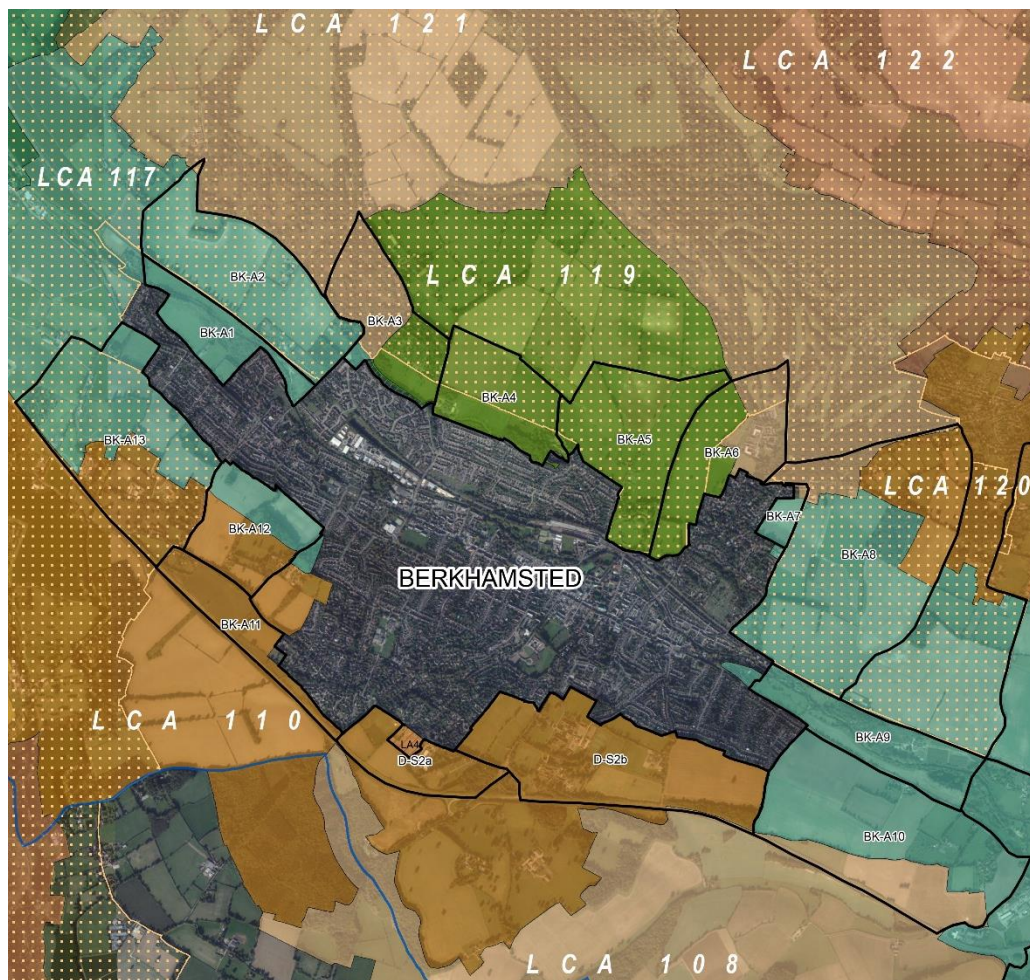 LCA 121
LCA 122
LCA 117
BK-A2
LCA 119
BK-A3
BK-A1
BK-A4
BK-A13
BK-A5
BK-A6
LCA 120
BK-A7
BK-A12
BK-A8
BERKHAMSTED
BK-A11
LCA 110
BK-A9
LA4
D-S2a
D-S2b
BK-A10
LCA 108